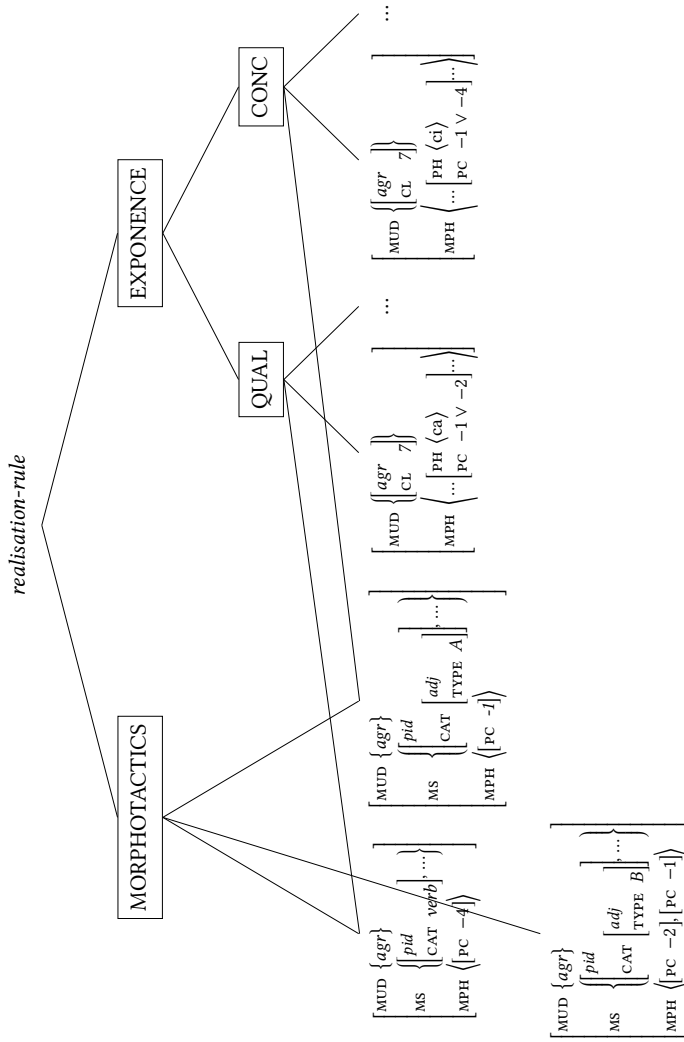 realisation-rule
MORPHOTACTICS
EXPONENCE
QUAL
CONC
MUD {agr}
MS {[pid
CAT verb], …}
MPH ⟨[PC −4]⟩
MUD {agr}
MS {[pid
CAT [adj
TYPE A]], …}
MPH ⟨[PC -1]⟩
MUD {[agr
CL 7]}
MPH ⟨… [PH ⟨ca⟩
PC −1 ∨ −2] …⟩
…
MUD {[agr
CL 7]}
MPH ⟨… [PH ⟨ci⟩
PC −1 ∨ −4] …⟩
…
MUD {agr}
MS {[pid
CAT [adj
TYPE B]], …}
MPH ⟨[PC −2], [PC −1]⟩